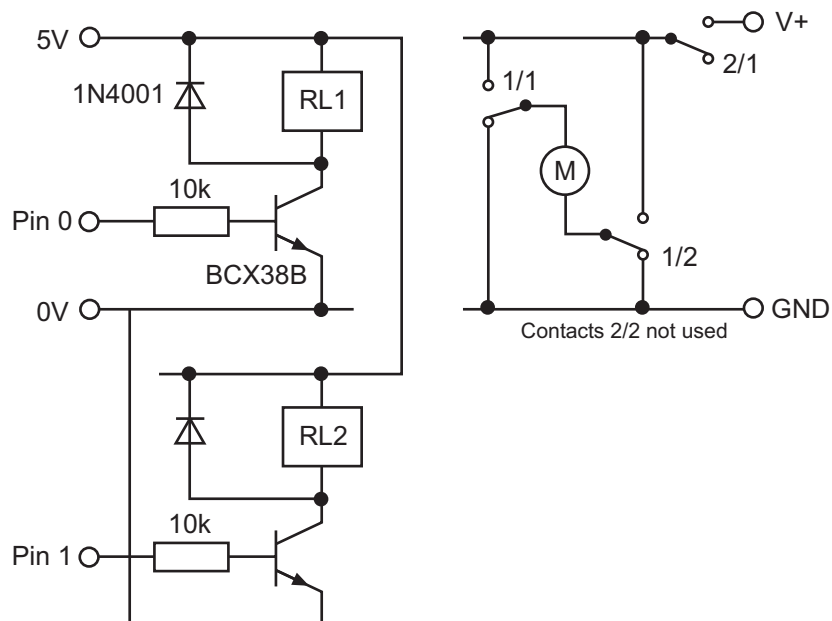 5V
1N4001
RL1
10k
Pin 0
BCX38B
0V
RL2
10k
Pin 1
V+
2/1
1/1
M
1/2
GND
Contacts 2/2 not used